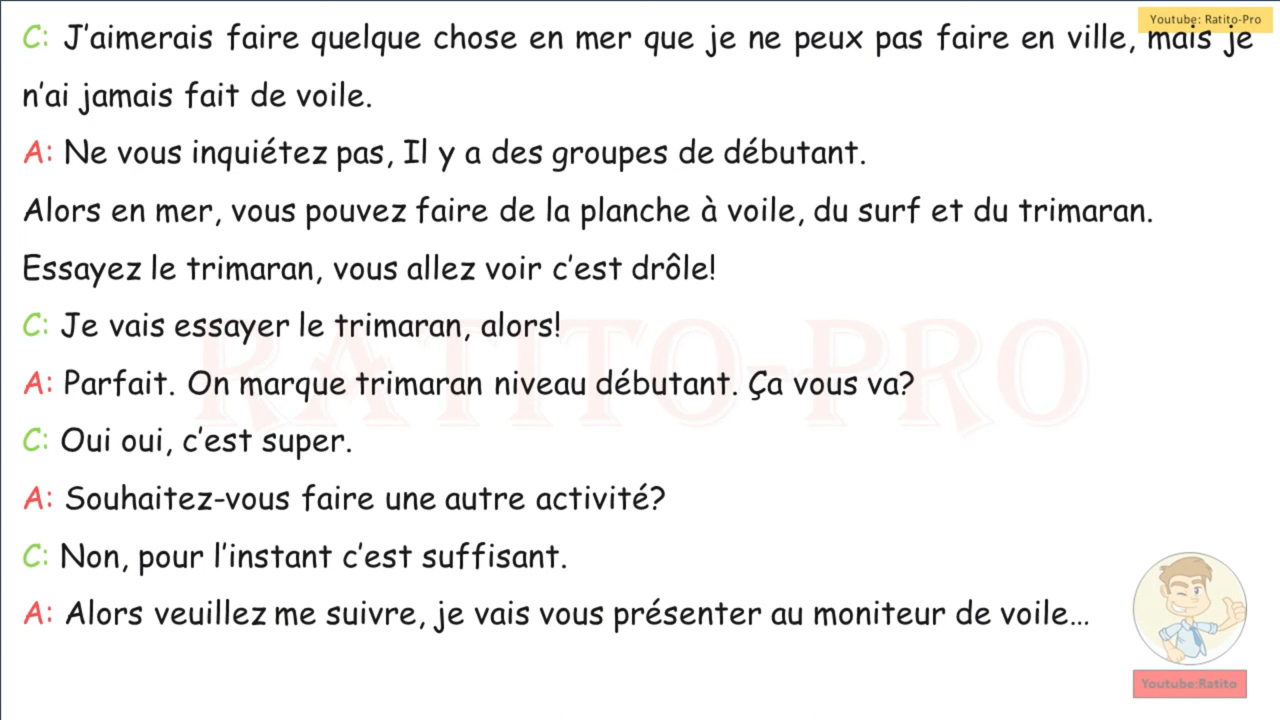 Youtube: Ratito-Pro
C: J'aimerais faire quelque chose en mer que je ne peux pas faire en ville, mais je
n'ai jamais fait de voile.
A: Ne vous inquiétez pas, Il y a des groupes de débutant.
Alors en mer, vous pouvez faire de la planche à voile, du surf et du trimaran.
Essayez le trimaran, vous allez voir c'est drôle!
C: Je vais essayer le trimaran, alors!
RATITO-PRO
A: Parfait. On marque trimaran niveau débutant. Ça vous va?
C: Oui oui, c'est super.
A: Souhaitez-vous faire une autre activité?
C: Non, pour l'instant c'est suffisant.
A: Alors veuillez me suivre, je vais vous présenter au moniteur de voile...
Youtube:Ratito